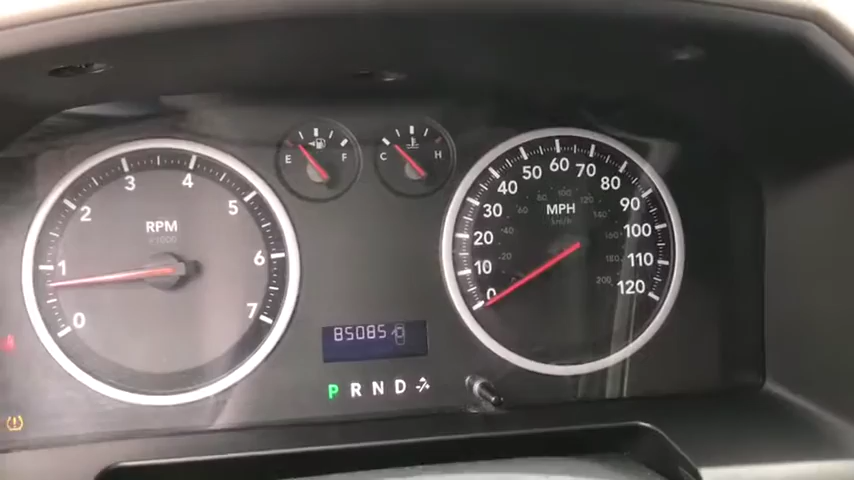 0 1 2 3 4 5 6 7
RPM
X1000
E F
C H
0 10 20 30 40 50 60 70 80 90 100 110 120
MPH
km/h
20 40 60 80 100 120 140 160 180 200
85085
P R N D